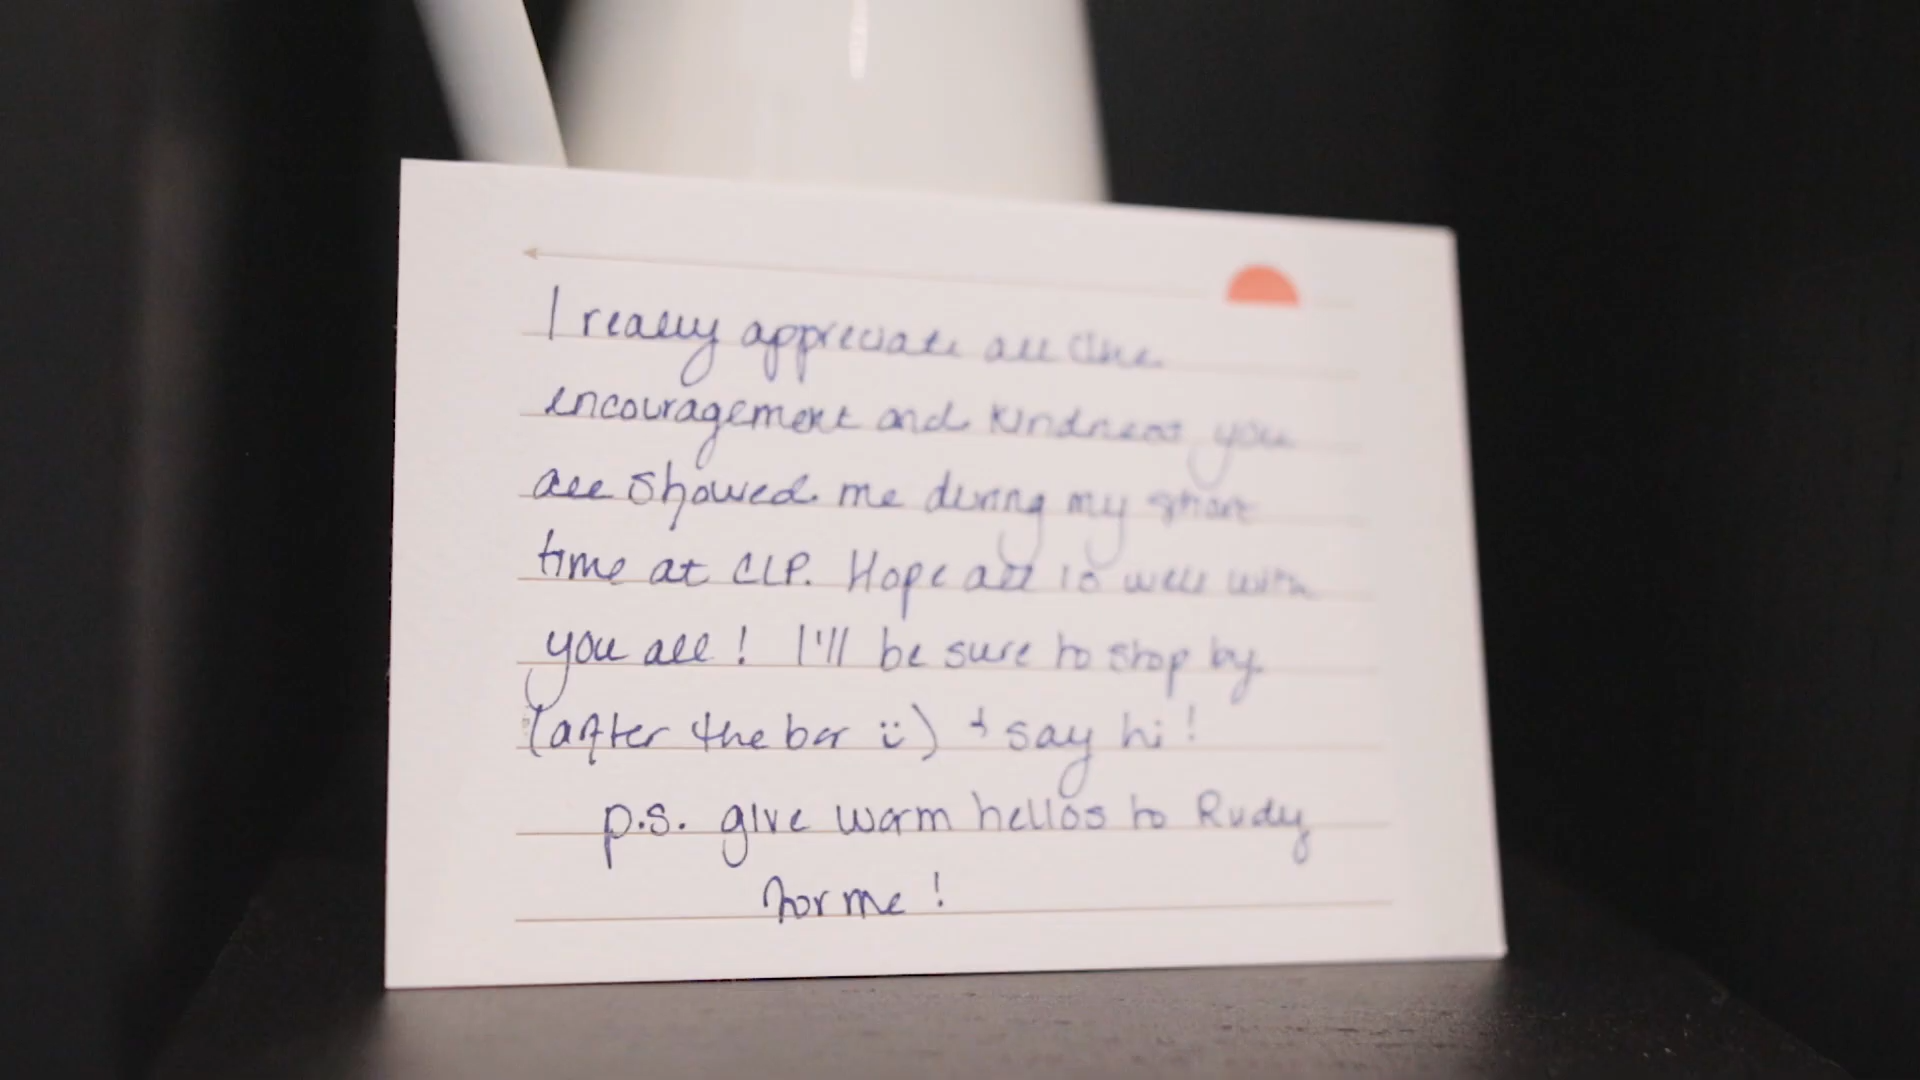 I really appreciate all the
encouragement and kindness you
all showed me during my short
time at CLP. Hope all is well with
you all! I'll be sure to stop by
(after the bar :) + say hi!
p.s. give warm hellos to Rudy
for me!